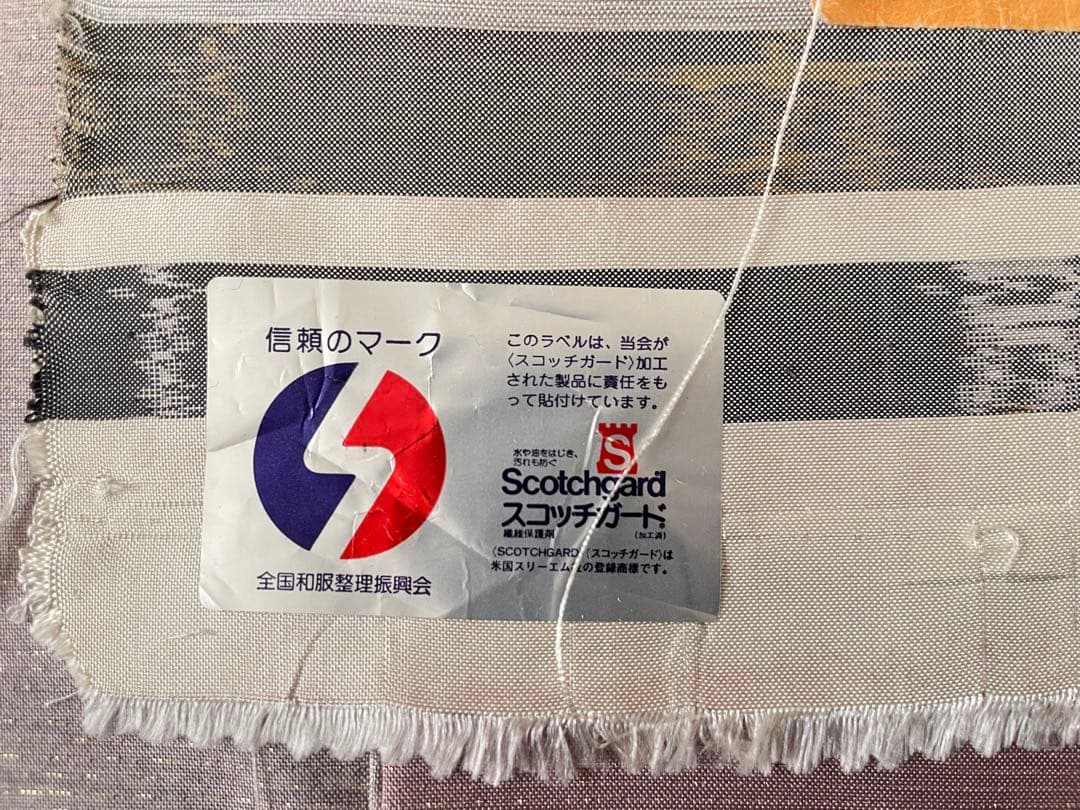 信頼のマーク
全国和服整理振興会
このラベルは、当会が
〈スコッチガード〉加工
された製品に責任をも
って貼付けています。
S
水や油をはじき、
汚れも防ぐ
Scotchgard
スコッチガード®
繊維保護剤 (加工済)
〈SCOTCHGARD〉〈スコッチガード〉は
米国スリーエム社の登録商標です。